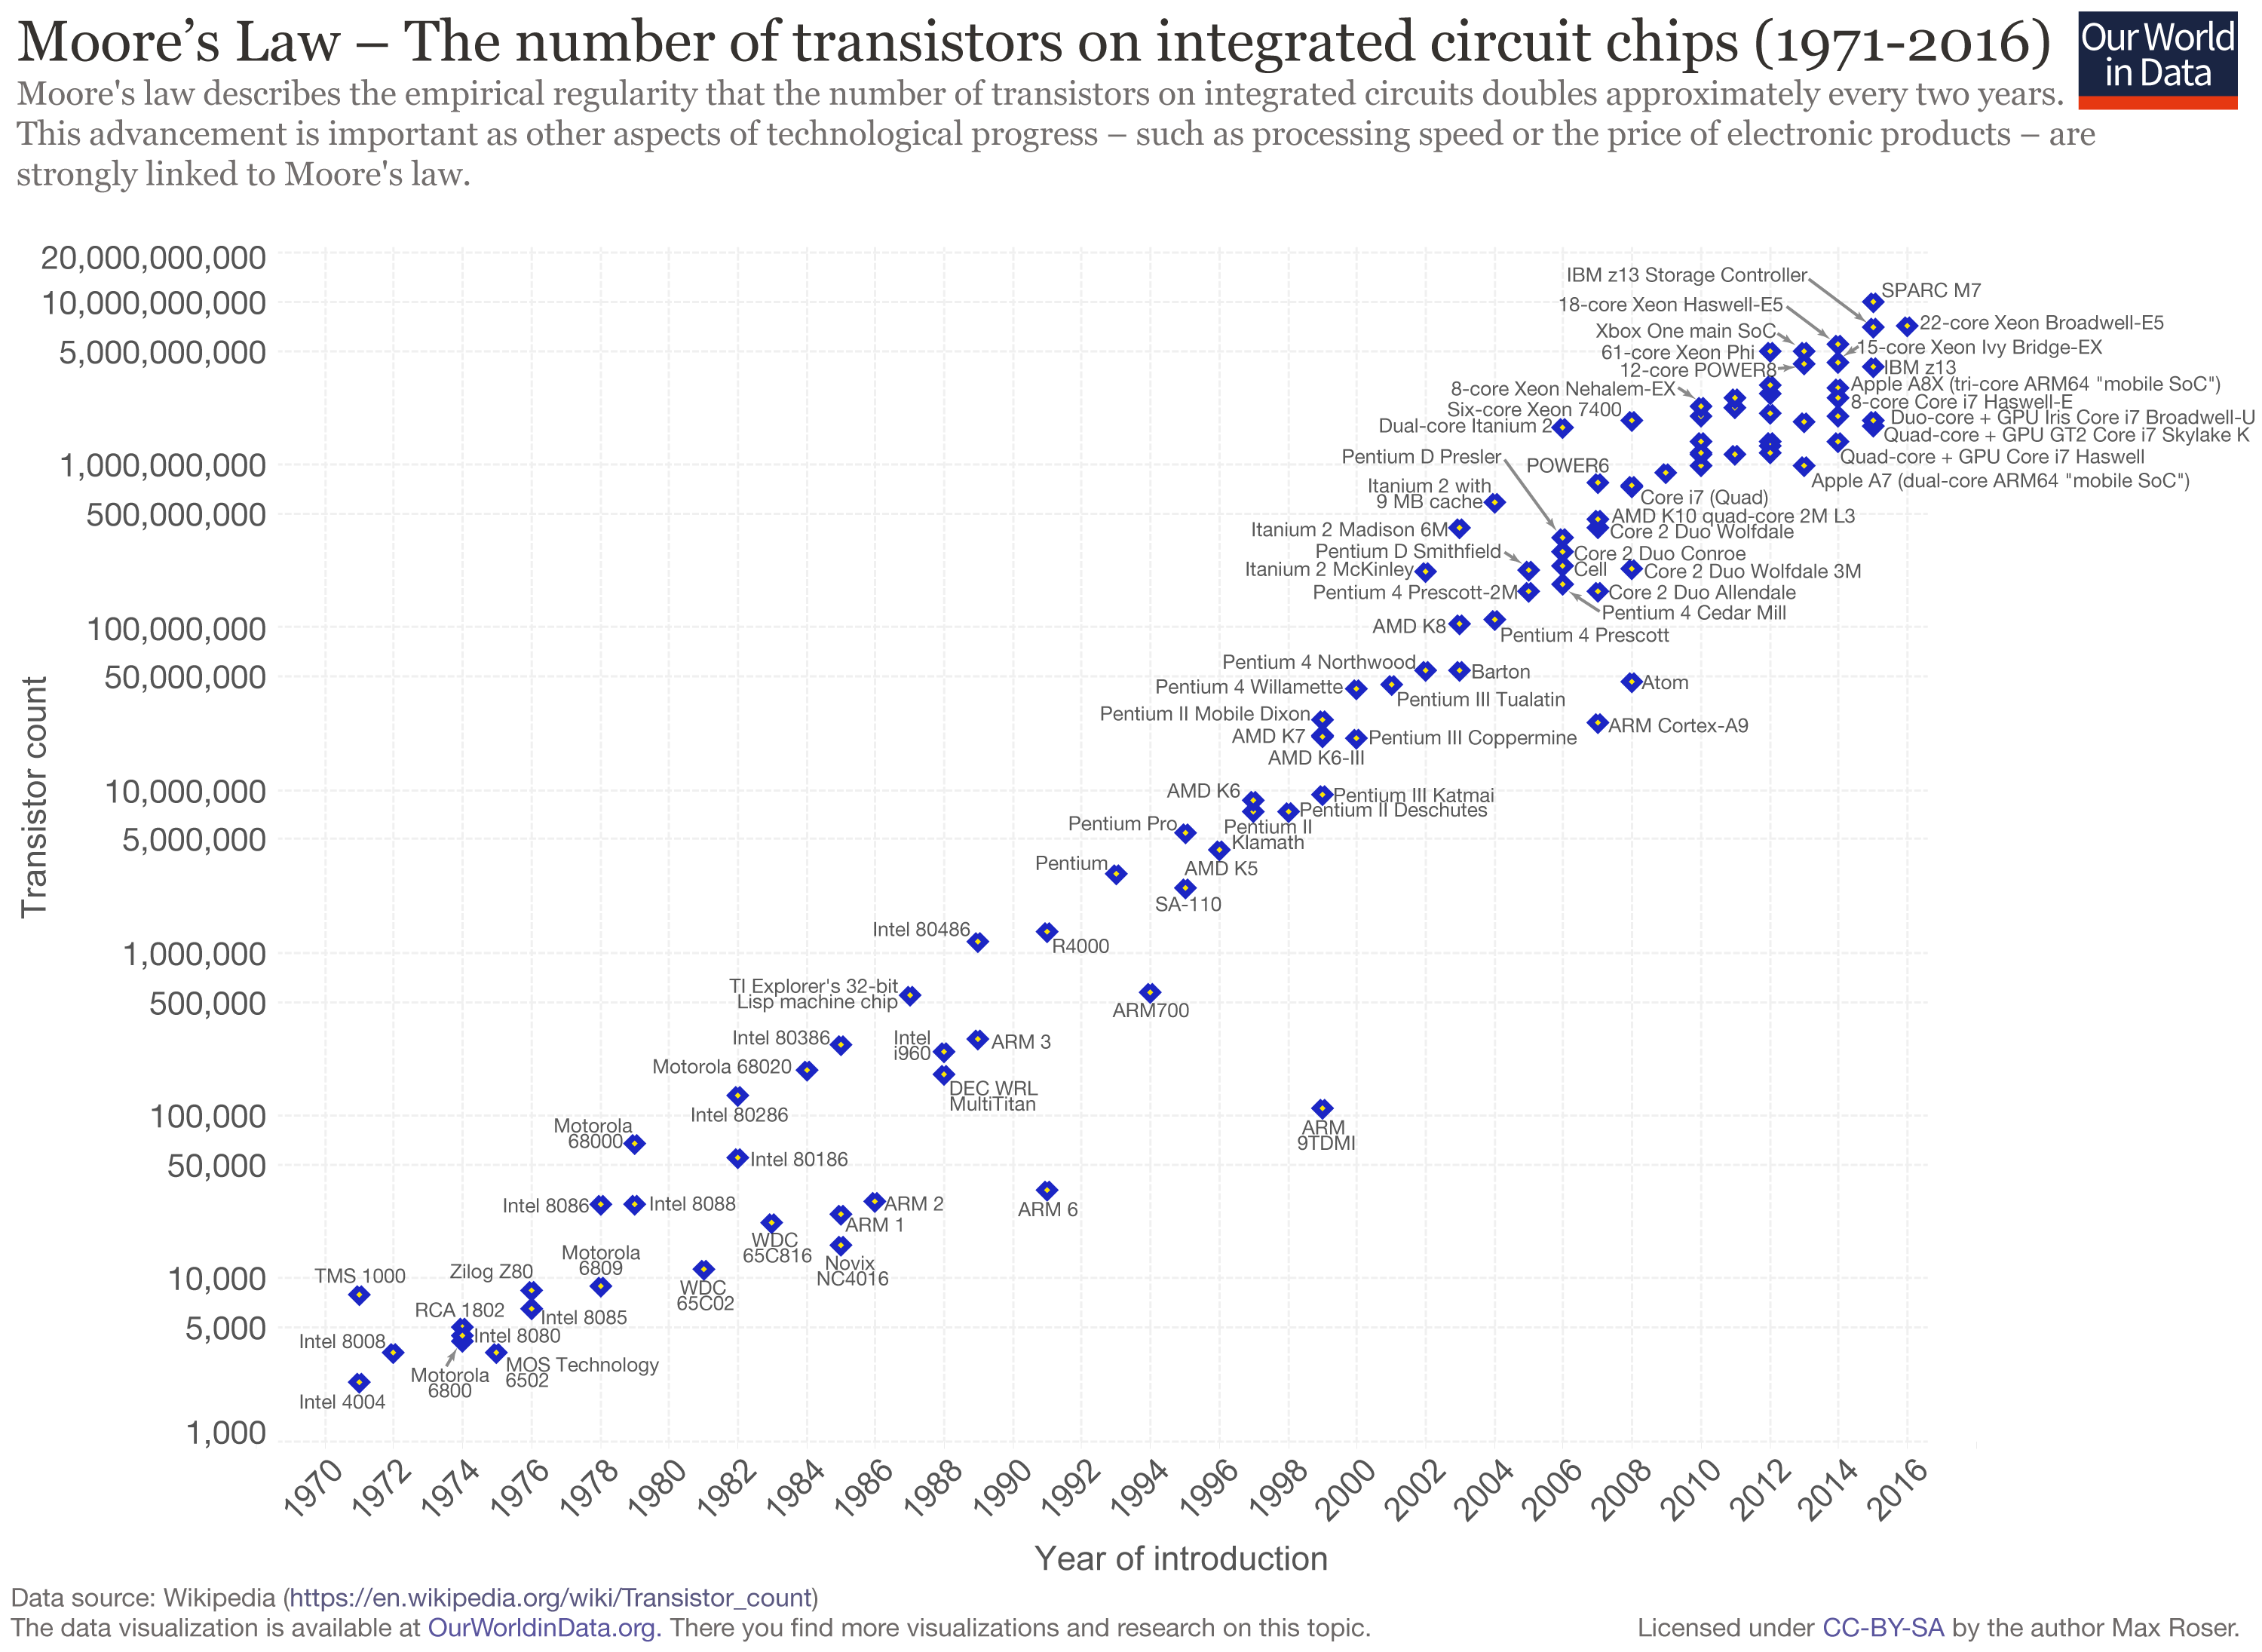 Moore’s Law – The number of transistors on integrated circuit chips (1971-2016)
Our World
in Data
Moore's law describes the empirical regularity that the number of transistors on integrated circuits doubles approximately every two years.
This advancement is important as other aspects of technological progress – such as processing speed or the price of electronic products – are
strongly linked to Moore's law.
Transistor count
20,000,000,000
10,000,000,000
5,000,000,000
1,000,000,000
500,000,000
100,000,000
50,000,000
10,000,000
5,000,000
1,000,000
500,000
100,000
50,000
10,000
5,000
1,000
IBM z13 Storage Controller
SPARC M7
18-core Xeon Haswell-E5
22-core Xeon Broadwell-E5
Xbox One main SoC
15-core Xeon Ivy Bridge-EX
61-core Xeon Phi
12-core POWER8
IBM z13
8-core Xeon Nehalem-EX
Apple A8X (tri-core ARM64 "mobile SoC")
Six-core Xeon 7400
8-core Core i7 Haswell-E
Dual-core Itanium 2
Duo-core + GPU Iris Core i7 Broadwell-U
Quad-core + GPU GT2 Core i7 Skylake K
Pentium D Presler
POWER6
Quad-core + GPU Core i7 Haswell
Itanium 2 with
9 MB cache
Apple A7 (dual-core ARM64 "mobile SoC")
Core i7 (Quad)
AMD K10 quad-core 2M L3
Itanium 2 Madison 6M
Core 2 Duo Wolfdale
Pentium D Smithfield
Core 2 Duo Conroe
Itanium 2 McKinley
Cell
Core 2 Duo Wolfdale 3M
Pentium 4 Prescott-2M
Core 2 Duo Allendale
Pentium 4 Cedar Mill
AMD K8
Pentium 4 Prescott
Pentium 4 Northwood
Barton
Pentium 4 Willamette
Atom
Pentium III Tualatin
Pentium II Mobile Dixon
ARM Cortex-A9
AMD K7
Pentium III Coppermine
AMD K6-III
AMD K6
Pentium III Katmai
Pentium II Deschutes
Pentium Pro
Pentium II
Klamath
Pentium
AMD K5
SA-110
Intel 80486
R4000
TI Explorer's 32-bit
Lisp machine chip
ARM700
Intel 80386
Intel
i960
ARM 3
Motorola 68020
DEC WRL
MultiTitan
Intel 80286
Motorola
68000
ARM
9TDMI
Intel 80186
Intel 8086
Intel 8088
ARM 2
ARM 6
ARM 1
WDC
65C816
Motorola
6809
Novix
NC4016
TMS 1000
Zilog Z80
WDC
65C02
RCA 1802
Intel 8085
Intel 8008
Intel 8080
Motorola
6800
MOS Technology
6502
Intel 4004
1970
1972
1974
1976
1978
1980
1982
1984
1986
1988
1990
1992
1994
1996
1998
2000
2002
2004
2006
2008
2010
2012
2014
2016
Year of introduction
Data source: Wikipedia (https://en.wikipedia.org/wiki/Transistor_count)
The data visualization is available at OurWorldinData.org. There you find more visualizations and research on this topic.
Licensed under CC-BY-SA by the author Max Roser.